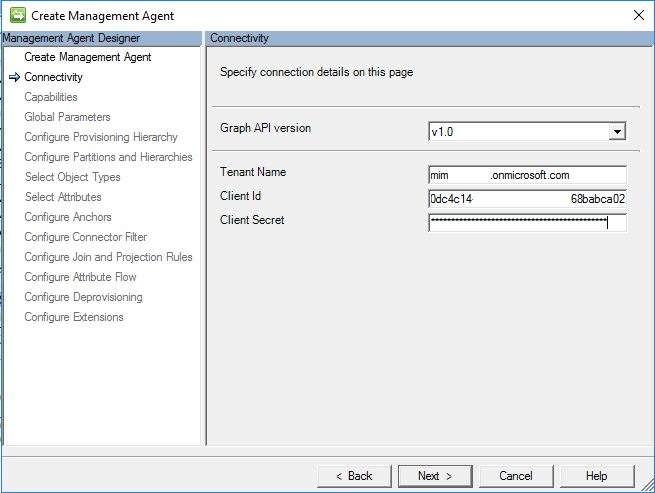 Create Management Agent
Management Agent Designer
Create Management Agent
Connectivity
Capabilities
Global Parameters
Configure Provisioning Hierarchy
Configure Partitions and Hierarchies
Select Object Types
Select Attributes
Configure Anchors
Configure Connector Filter
Configure Join and Projection Rules
Configure Attribute Flow
Configure Deprovisioning
Configure Extensions
Connectivity
Specify connection details on this page
Graph API version v1.0
Tenant Name mim .onmicrosoft.com
Client Id 0dc4c14 68babca02
Client Secret
< Back Next > Cancel Help